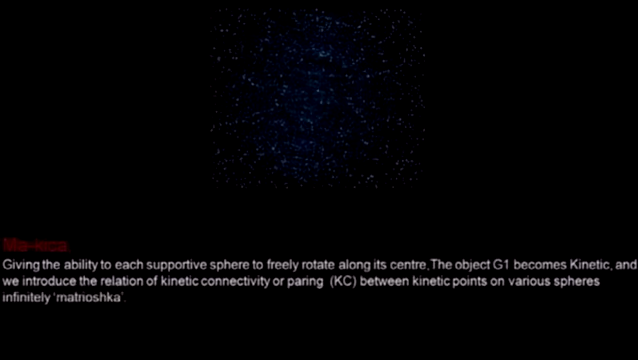 Giving the ability to each supportive sphere to freely rotate along its centre,The object G1 becomes Kinetic, and
we introduce the relation of kinetic connectivity or paring (KC) between kinetic points on various spheres
infinitely ‘matrioshka’.